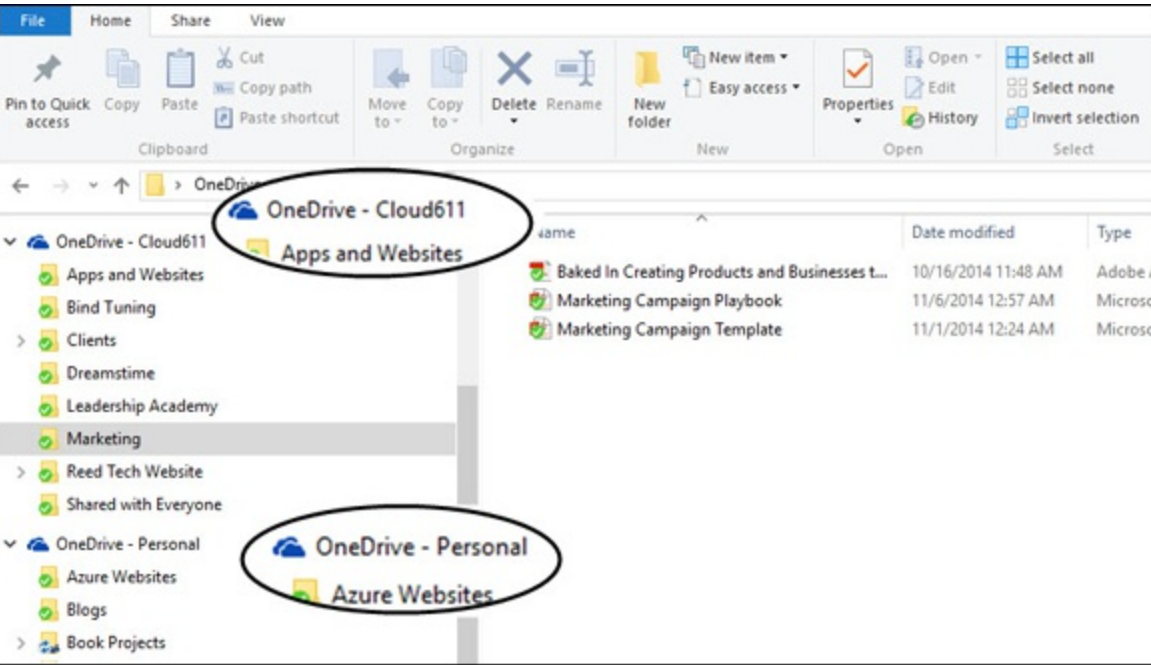 File Home Share View
Pin to Quick access
Copy
Paste
Cut
Copy path
Paste shortcut
Clipboard
Move to
Copy to
Delete
Rename
Organize
New folder
New item
Easy access
New
Properties
Open
Edit
History
Open
Select all
Select none
Invert selection
Select
OneDrive
OneDrive - Cloud611
Apps and Websites
Name Date modified Type
OneDrive - Cloud611
Apps and Websites
Bind Tuning
Clients
Dreamstime
Leadership Academy
Marketing
Reed Tech Website
Shared with Everyone
Baked In Creating Products and Businesses t... 10/16/2014 11:48 AM Adobe
Marketing Campaign Playbook 11/6/2014 12:57 AM Microso
Marketing Campaign Template 11/1/2014 12:24 AM Microso
OneDrive - Personal
Azure Websites
Blogs
Book Projects
OneDrive - Personal
Azure Websites